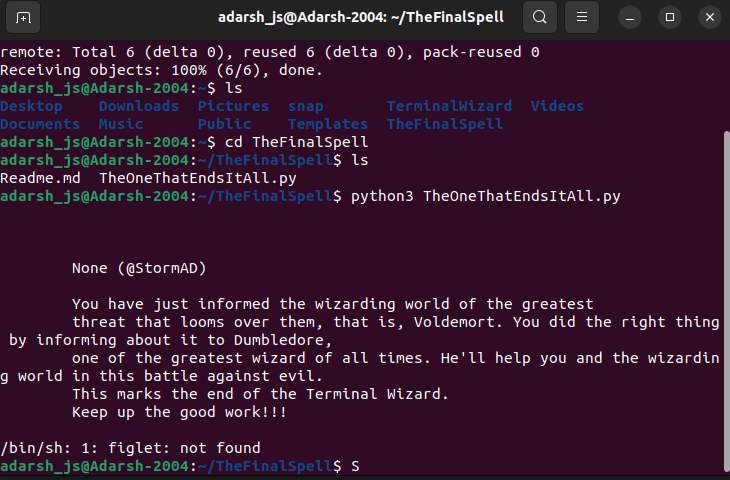 adarsh_js@Adarsh-2004: ~/TheFinalSpell
remote: Total 6 (delta 0), reused 6 (delta 0), pack-reused 0
Receiving objects: 100% (6/6), done.
adarsh_js@Adarsh-2004:~$ ls
Desktop    Downloads  Pictures  snap       TerminalWizard  Videos
Documents  Music      Public    Templates  TheFinalSpell
adarsh_js@Adarsh-2004:~$ cd TheFinalSpell
adarsh_js@Adarsh-2004:~/TheFinalSpell$ ls
Readme.md  TheOneThatEndsItAll.py
adarsh_js@Adarsh-2004:~/TheFinalSpell$ python3 TheOneThatEndsItAll.py
        None (@StormAD)
        You have just informed the wizarding world of the greatest
        threat that looms over them, that is, Voldemort. You did the right thing
 by informing about it to Dumbledore,
        one of the greatest wizard of all times. He'll help you and the wizardin
g world in this battle against evil.
        This marks the end of the Terminal Wizard.
        Keep up the good work!!!
/bin/sh: 1: figlet: not found
adarsh_js@Adarsh-2004:~/TheFinalSpell$ S